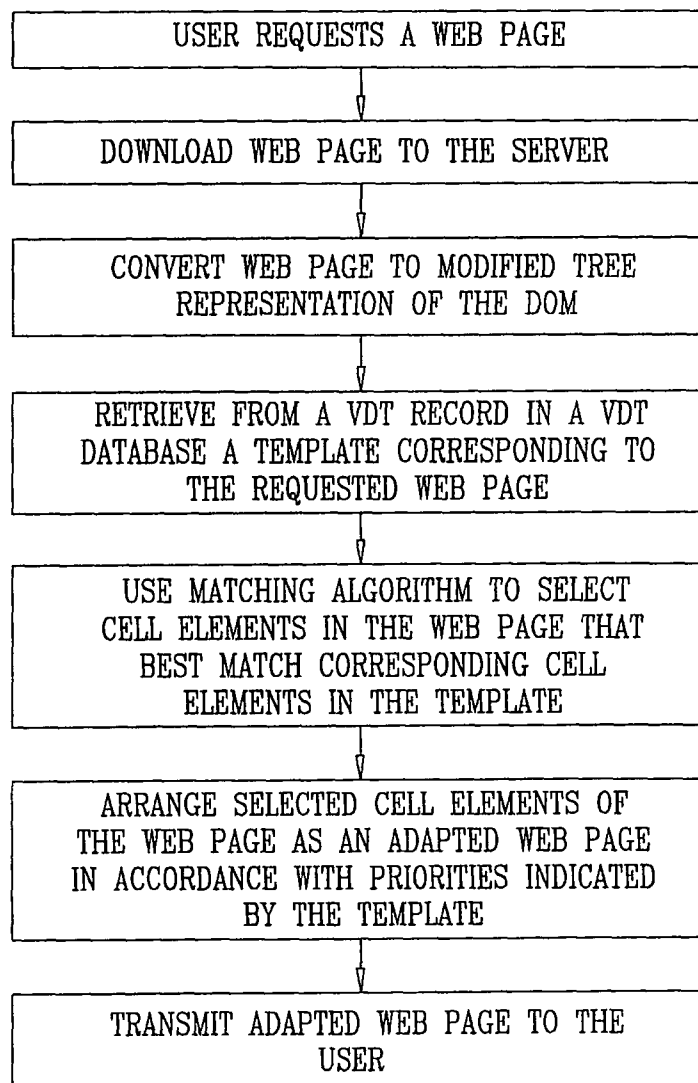 USER REQUESTS A WEB PAGE
DOWNLOAD WEB PAGE TO THE SERVER
CONVERT WEB PAGE TO MODIFIED TREE
REPRESENTATION OF THE DOM
RETRIEVE FROM A VDT RECORD IN A VDT
DATABASE A TEMPLATE CORRESPONDING TO
THE REQUESTED WEB PAGE
USE MATCHING ALGORITHM TO SELECT
CELL ELEMENTS IN THE WEB PAGE THAT
BEST MATCH CORRESPONDING CELL
ELEMENTS IN THE TEMPLATE
ARRANGE SELECTED CELL ELEMENTS OF
THE WEB PAGE AS AN ADAPTED WEB PAGE
IN ACCORDANCE WITH PRIORITIES INDICATED
BY THE TEMPLATE
TRANSMIT ADAPTED WEB PAGE TO THE
USER